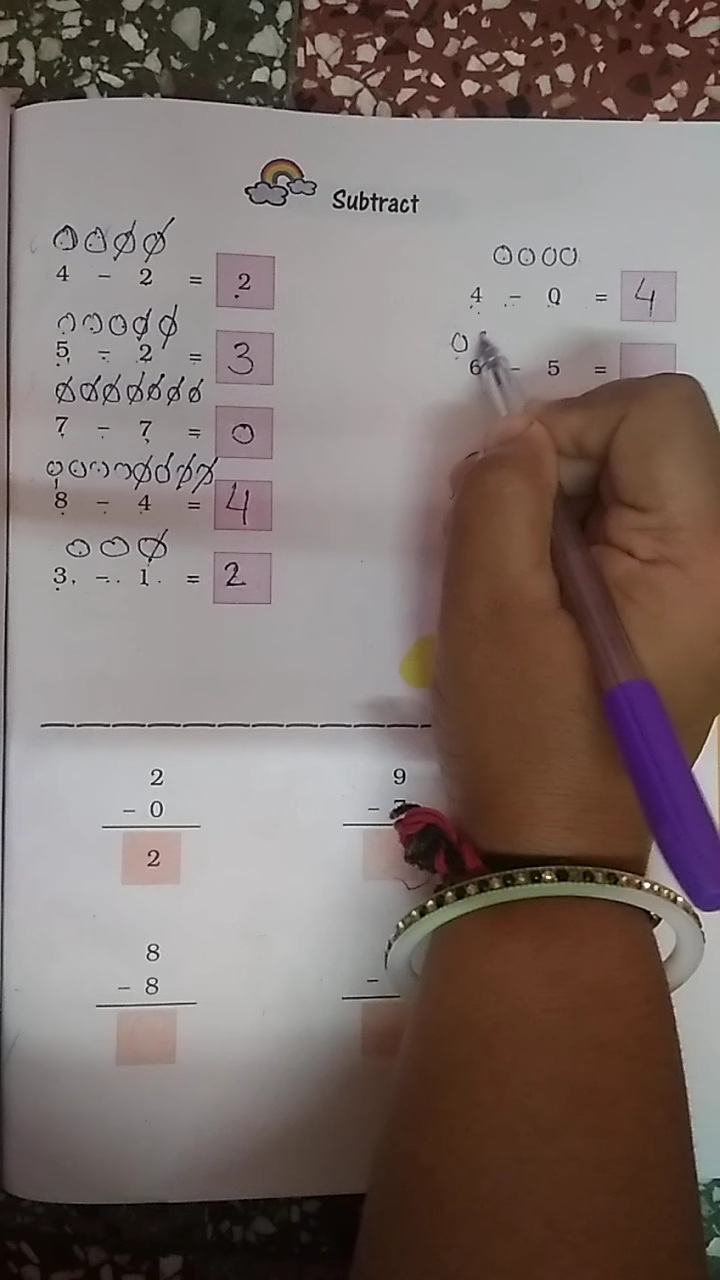 Subtract
4 - 2 = 2
5 - 2 = 3
7 - 7 = 0
8 - 4 = 4
3 - 1 = 2
4 - 0 = 4
6 - 5 =
2
- 0
2
9
-
8
- 8
-